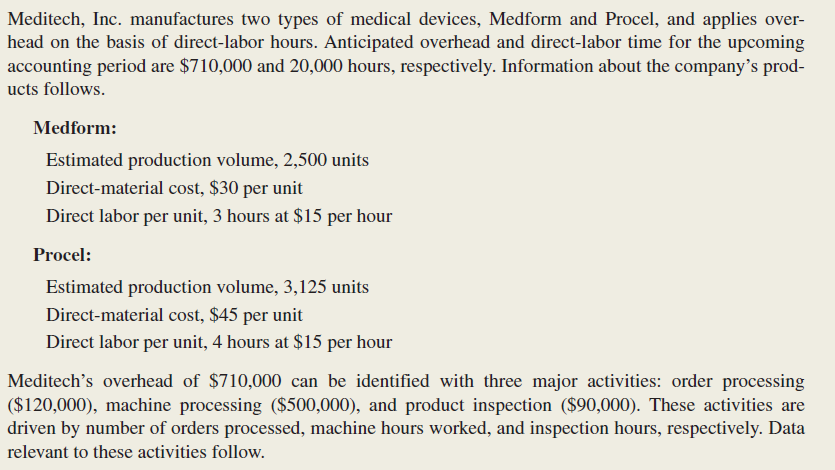 Meditech, Inc. manufactures two types of medical devices, Medform and Procel, and applies over-
head on the basis of direct-labor hours. Anticipated overhead and direct-labor time for the upcoming
accounting period are $710,000 and 20,000 hours, respectively. Information about the company's prod-
ucts follows.
Medform:
Estimated production volume, 2,500 units
Direct-material cost, $30 per unit
Direct labor per unit, 3 hours at $15 per hour
Procel:
Estimated production volume, 3,125 units
Direct-material cost, $45 per unit
Direct labor per unit, 4 hours at $15 per hour
Meditech's overhead of $710,000 can be identified with three major activities: order processing
($120,000), machine processing ($500,000), and product inspection ($90,000). These activities are
driven by number of orders processed, machine hours worked, and inspection hours, respectively. Data
relevant to these activities follow.